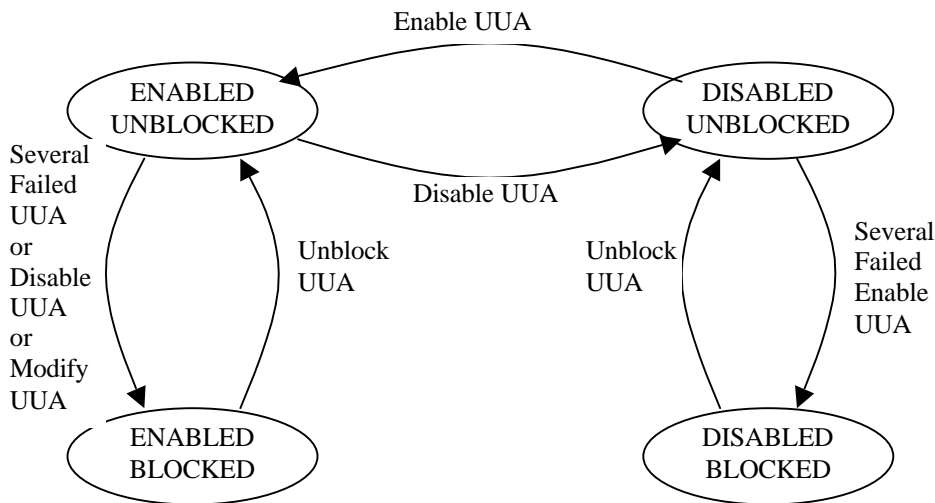 Enable UUA
ENABLED
UNBLOCKED
DISABLED
UNBLOCKED
Disable UUA
Several
Failed
UUA
or
Disable
UUA
or
Modify
UUA
Unblock
UUA
Unblock
UUA
Several
Failed
Enable
UUA
ENABLED
BLOCKED
DISABLED
BLOCKED